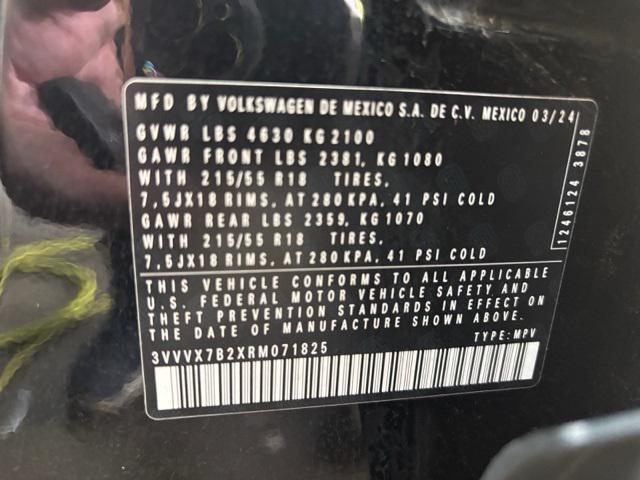 MFD BY VOLKSWAGEN DE MEXICO S.A. DE C.V. MEXICO 03/24
GVWR LBS 4630 KG 2100
GAWR FRONT LBS 2381, KG 1080
WITH 215/55 R18 TIRES,
7,5JX18 RIMS, AT 280 KPA, 41 PSI COLD
GAWR REAR LBS 2359, KG 1070
WITH 215/55 R18 TIRES,
7,5JX18 RIMS, AT 280 KPA, 41 PSI COLD
1246124 3878
THIS VEHICLE CONFORMS TO ALL APPLICABLE
U.S. FEDERAL MOTOR VEHICLE SAFETY AND
THEFT PREVENTION STANDARDS IN EFFECT ON
THE DATE OF MANUFACTURE SHOWN ABOVE.
3VVVX7B2XRM071825 TYPE: MPV